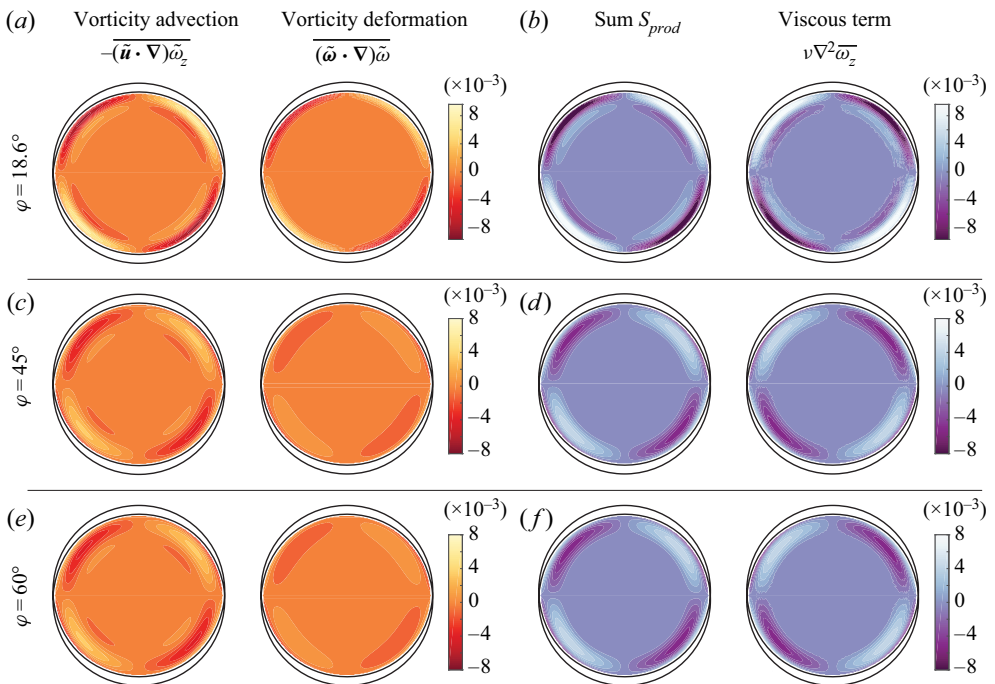 (a) Vorticity advection Vorticity deformation (b) Sum S_prod Viscous term
–(ũ · ∇)ω̃_z (ω̃ · ∇)ω̃ ν∇²ω_z
(×10⁻³) (×10⁻³)
φ = 18.6°
8 8
4 4
0 0
–4 –4
–8 –8
(c) (×10⁻³) (d) (×10⁻³)
φ = 45°
8 8
4 4
0 0
–4 –4
–8 –8
(e) (×10⁻³) (f) (×10⁻³)
φ = 60°
8 8
4 4
0 0
–4 –4
–8 –8